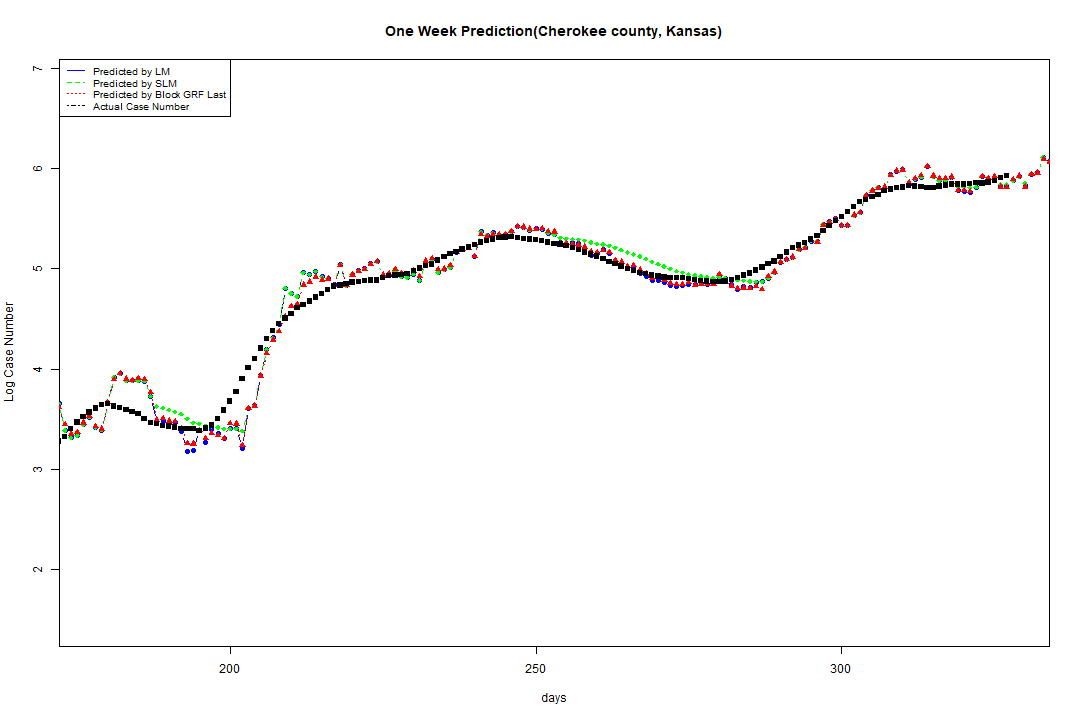 One Week Prediction(Cherokee county, Kansas)
Predicted by LM
Predicted by SLM
Predicted by Block GRF Last
Actual Case Number
7
6
5
4
3
2
Log Case Number
200
250
300
days